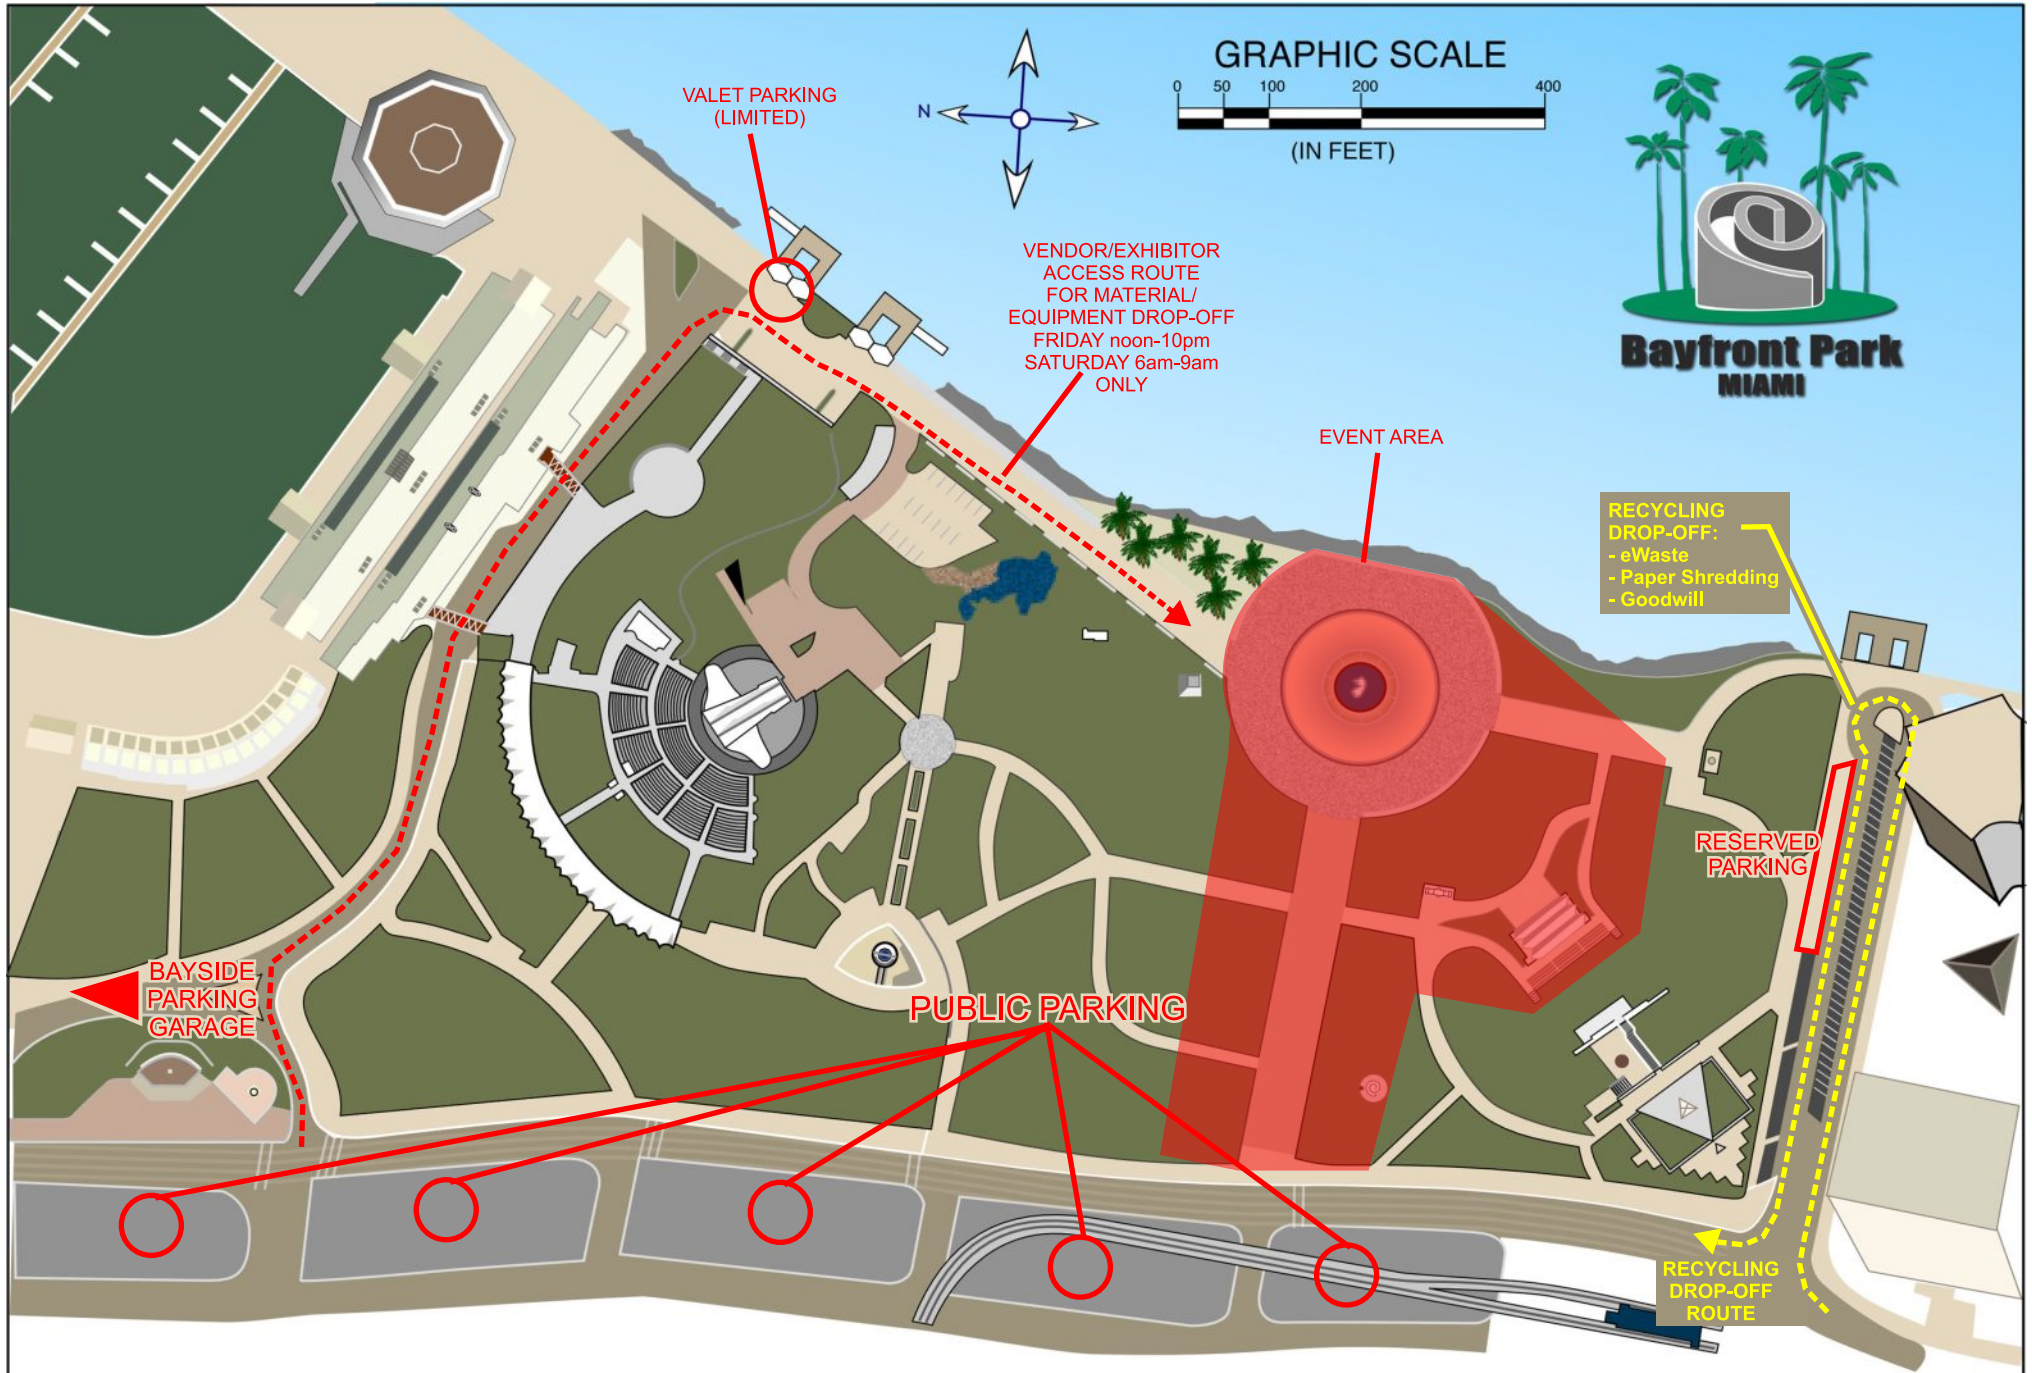 GRAPHIC SCALE
0 50 100 200 400
(IN FEET)
N
VALET PARKING
(LIMITED)
VENDOR/EXHIBITOR
ACCESS ROUTE
FOR MATERIAL/
EQUIPMENT DROP-OFF
FRIDAY noon-10pm
SATURDAY 6am-9am
ONLY
Bayfront Park
MIAMI
EVENT AREA
RECYCLING
DROP-OFF:
- eWaste
- Paper Shredding
- Goodwill
RESERVED
PARKING
BAYSIDE
PARKING
GARAGE
PUBLIC PARKING
RECYCLING
DROP-OFF
ROUTE